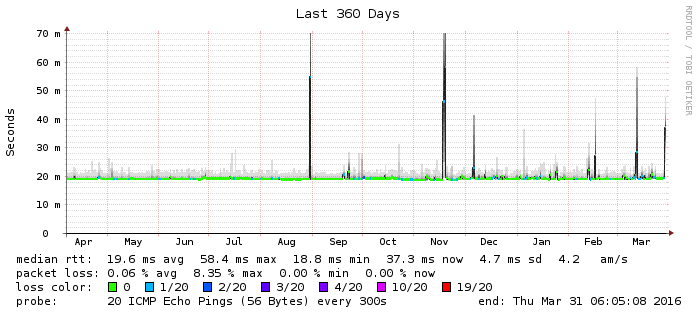 Last 360 Days
RRDTOOL / TOBI OETIKER
Seconds
70 m
60 m
50 m
40 m
30 m
20 m
10 m
0
Apr May Jun Jul Aug Sep Oct Nov Dec Jan Feb Mar
median rtt: 19.6 ms avg 58.4 ms max 18.8 ms min 37.3 ms now 4.7 ms sd 4.2 am/s
packet loss: 0.06 % avg 8.35 % max 0.00 % min 0.00 % now
loss color: 0 1/20 2/20 3/20 4/20 10/20 19/20
probe: 20 ICMP Echo Pings (56 Bytes) every 300s end: Thu Mar 31 06:05:08 2016